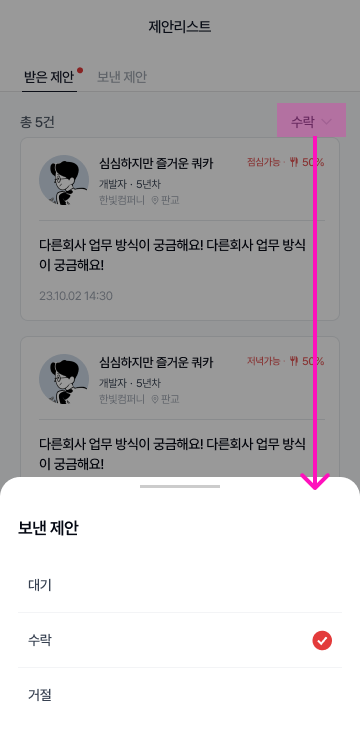 제안리스트
받은 제안 보낸 제안
총 5건 수락
심심하지만 즐거운 쿼카 점심가능 · 50%
개발자 · 5년차
한빛컴퍼니 판교
다른회사 업무 방식이 궁금해요! 다른회사 업무 방식
이 궁금해요!
23.10.02 14:30
심심하지만 즐거운 쿼카 저녁가능 · 50%
개발자 · 5년차
한빛컴퍼니 판교
다른회사 업무 방식이 궁금해요! 다른회사 업무 방식
이 궁금해요!
보낸 제안
대기
수락
거절